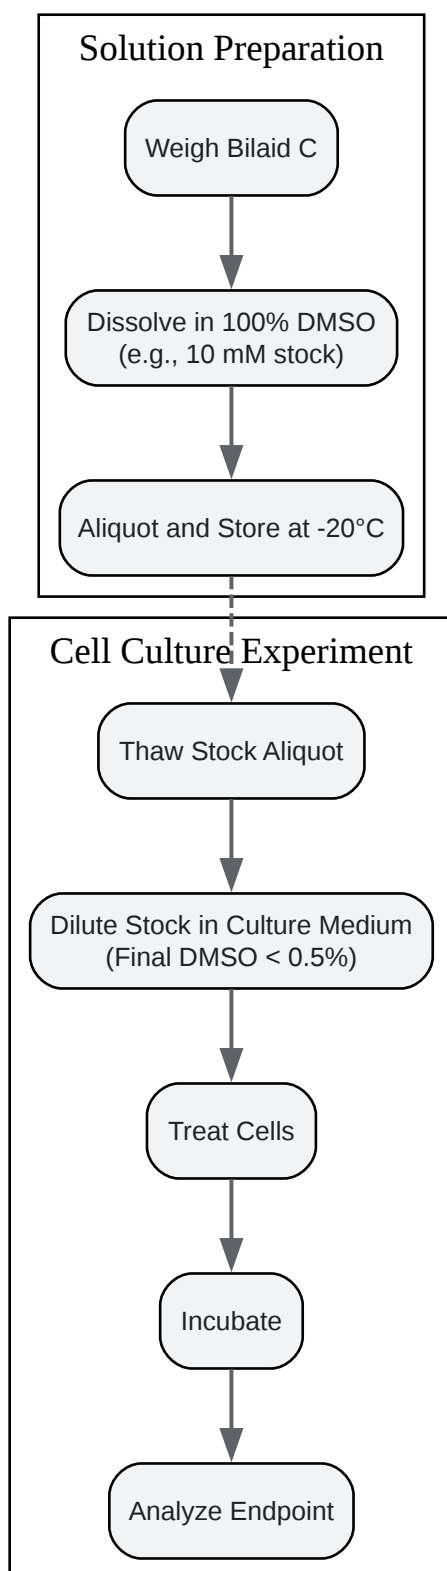 Solution Preparation
Weigh Bilaid C
Dissolve in 100% DMSO
(e.g., 10 mM stock)
Aliquot and Store at -20°C
Cell Culture Experiment
Thaw Stock Aliquot
Dilute Stock in Culture Medium
(Final DMSO < 0.5%)
Treat Cells
Incubate
Analyze Endpoint